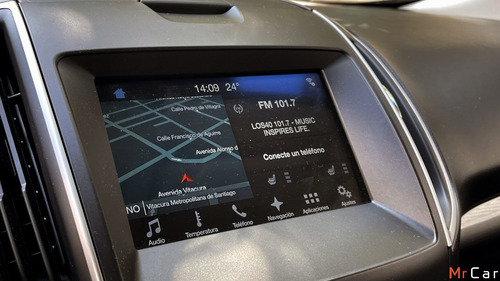 14:09 24°
Calle Pedro de Villagra
Calle Francisco de Aguirre
Avenida Alonso d
Avenida Vitacura
NO Vitacura Metropolitana de Santiago
FM 101.7
LOS40 101.7 - MUSIC
INSPIRES LIFE.
Conecte un teléfono
Audio
Temperatura
Teléfono
Navegación
Aplicaciones
Ajustes
MrCar